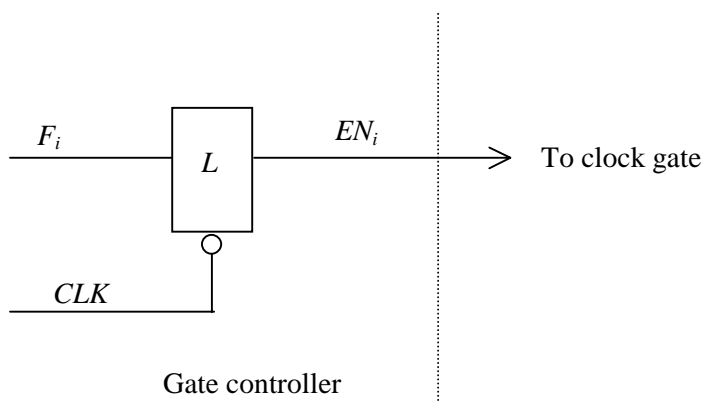 F_i
L
EN_i
To clock gate
CLK
Gate controller